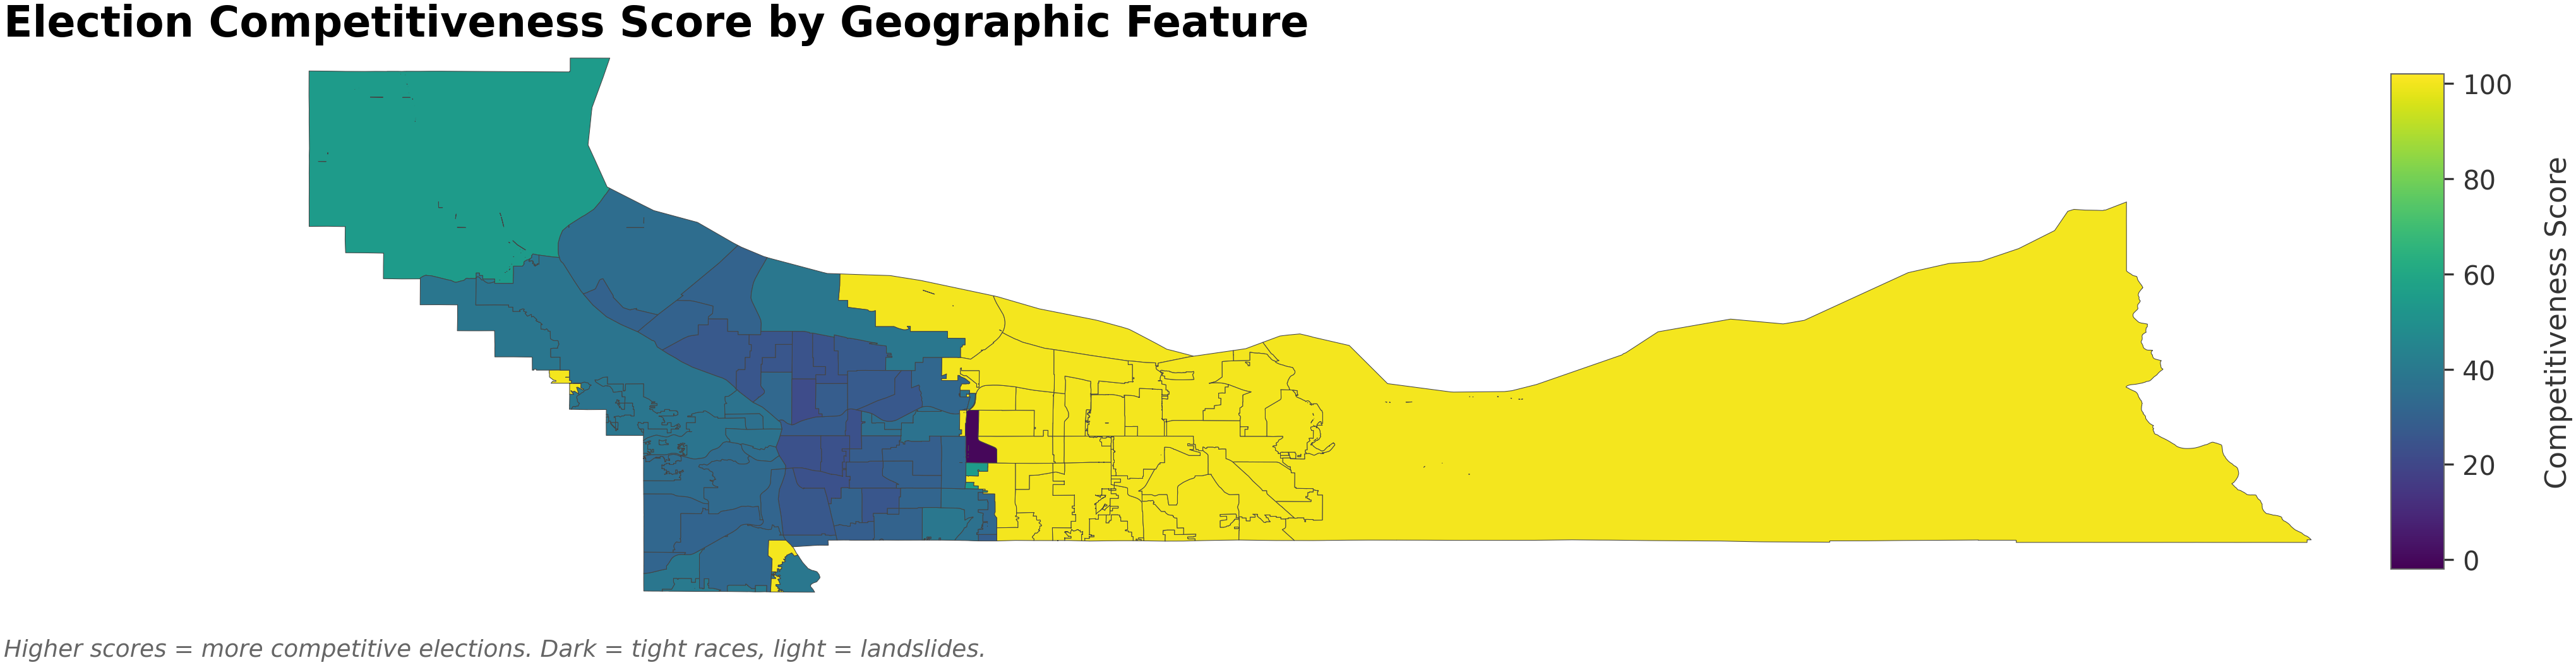 Election Competitiveness Score by Geographic Feature
100
80
60
40
20
0
Competitiveness Score
Higher scores = more competitive elections. Dark = tight races, light = landslides.